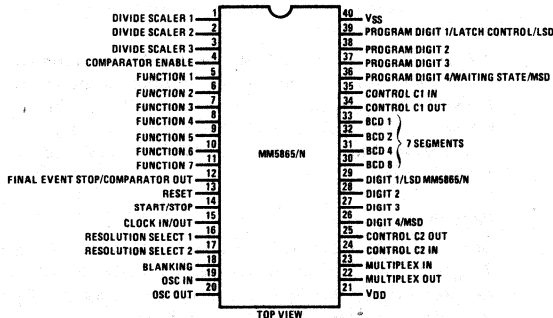 DIVIDE SCALER 1 1
DIVIDE SCALER 2 2
DIVIDE SCALER 3 3
COMPARATOR ENABLE 4
FUNCTION 1 5
FUNCTION 2 6
FUNCTION 3 7
FUNCTION 4 8
FUNCTION 5 9
FUNCTION 6 10
FUNCTION 7 11
FINAL EVENT STOP/COMPARATOR OUT 12
RESET 13
START/STOP 14
CLOCK IN/OUT 15
RESOLUTION SELECT 1 16
RESOLUTION SELECT 2 17
BLANKING 18
OSC IN 19
OSC OUT 20
MM5865/N
40 VSS
39 PROGRAM DIGIT 1/LATCH CONTROL/LSD
38 PROGRAM DIGIT 2
37 PROGRAM DIGIT 3
36 PROGRAM DIGIT 4/WAITING STATE/MSD
35 CONTROL C1 IN
34 CONTROL C1 OUT
33 BCD 1
32 BCD 2
31 BCD 4
30 BCD 8
7 SEGMENTS
29 DIGIT 1/LSD MM5865/N
28 DIGIT 2
27 DIGIT 3
26 DIGIT 4/MSD
25 CONTROL C2 OUT
24 CONTROL C2 IN
23 MULTIPLEX IN
22 MULTIPLEX OUT
21 VDD
TOP VIEW